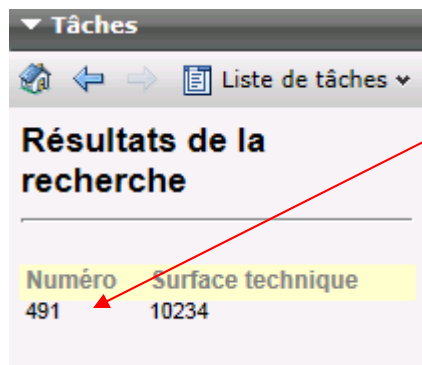 Tâches
Liste de tâches
Résultats de la
recherche
Numéro Surface technique
491 10234